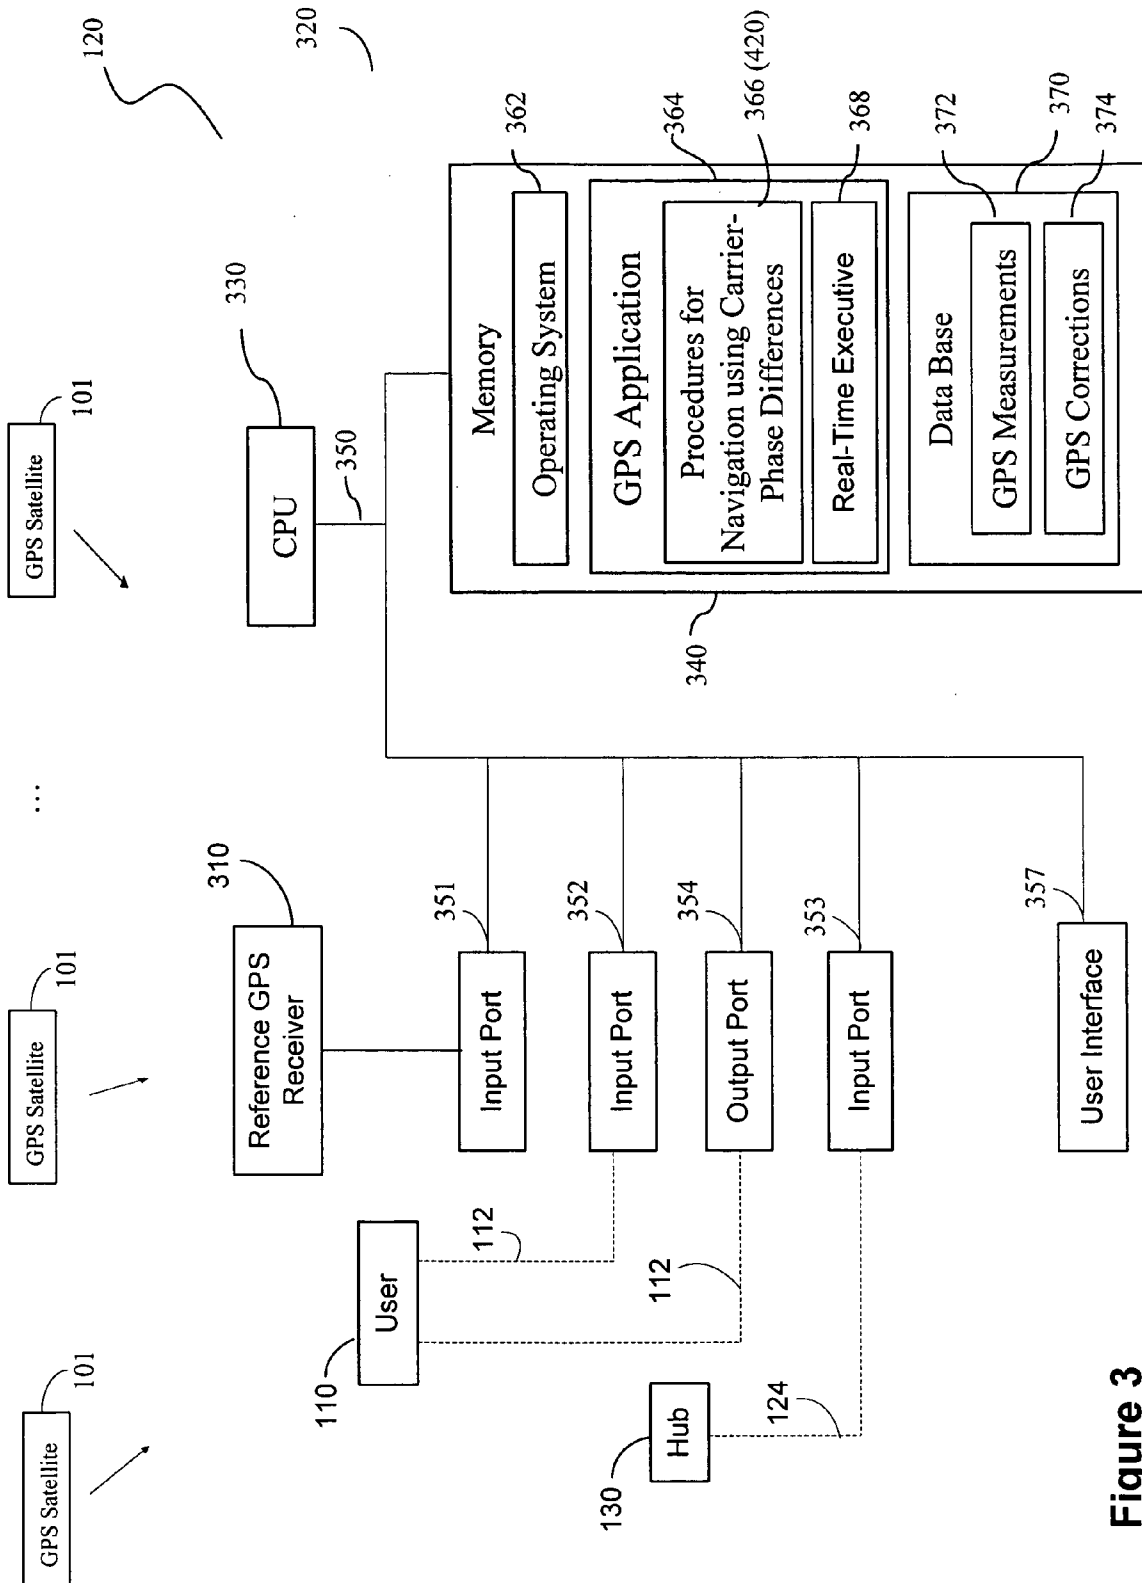 120
320
GPS Satellite
101
GPS Satellite
101
GPS Satellite
101
...
330
CPU
350
310
Reference GPS
Receiver
110
User
112
112
130
Hub
124
Input Port
351
Input Port
352
Output Port
354
Input Port
353
User Interface
357
340
Memory
Operating System
362
GPS Application
364
Procedures for
Navigation using Carrier-
Phase Differences
366 (420)
Real-Time Executive
368
Data Base
370
GPS Measurements
372
GPS Corrections
374
Figure 3